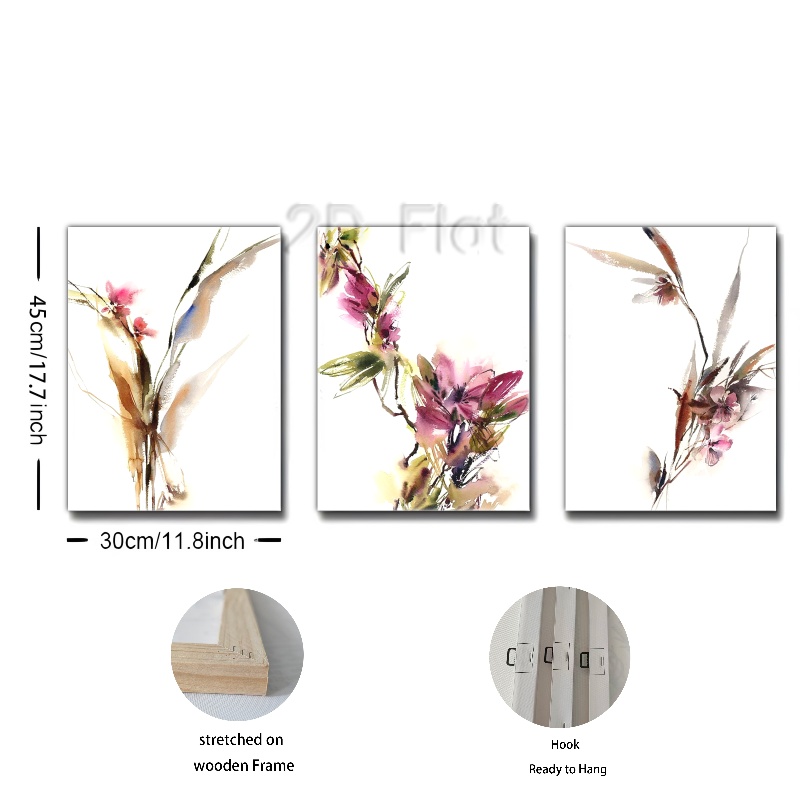 2D Flat
45cm/17.7inch
30cm/11.8inch
stretched on
wooden Frame
Hook
Ready to Hang